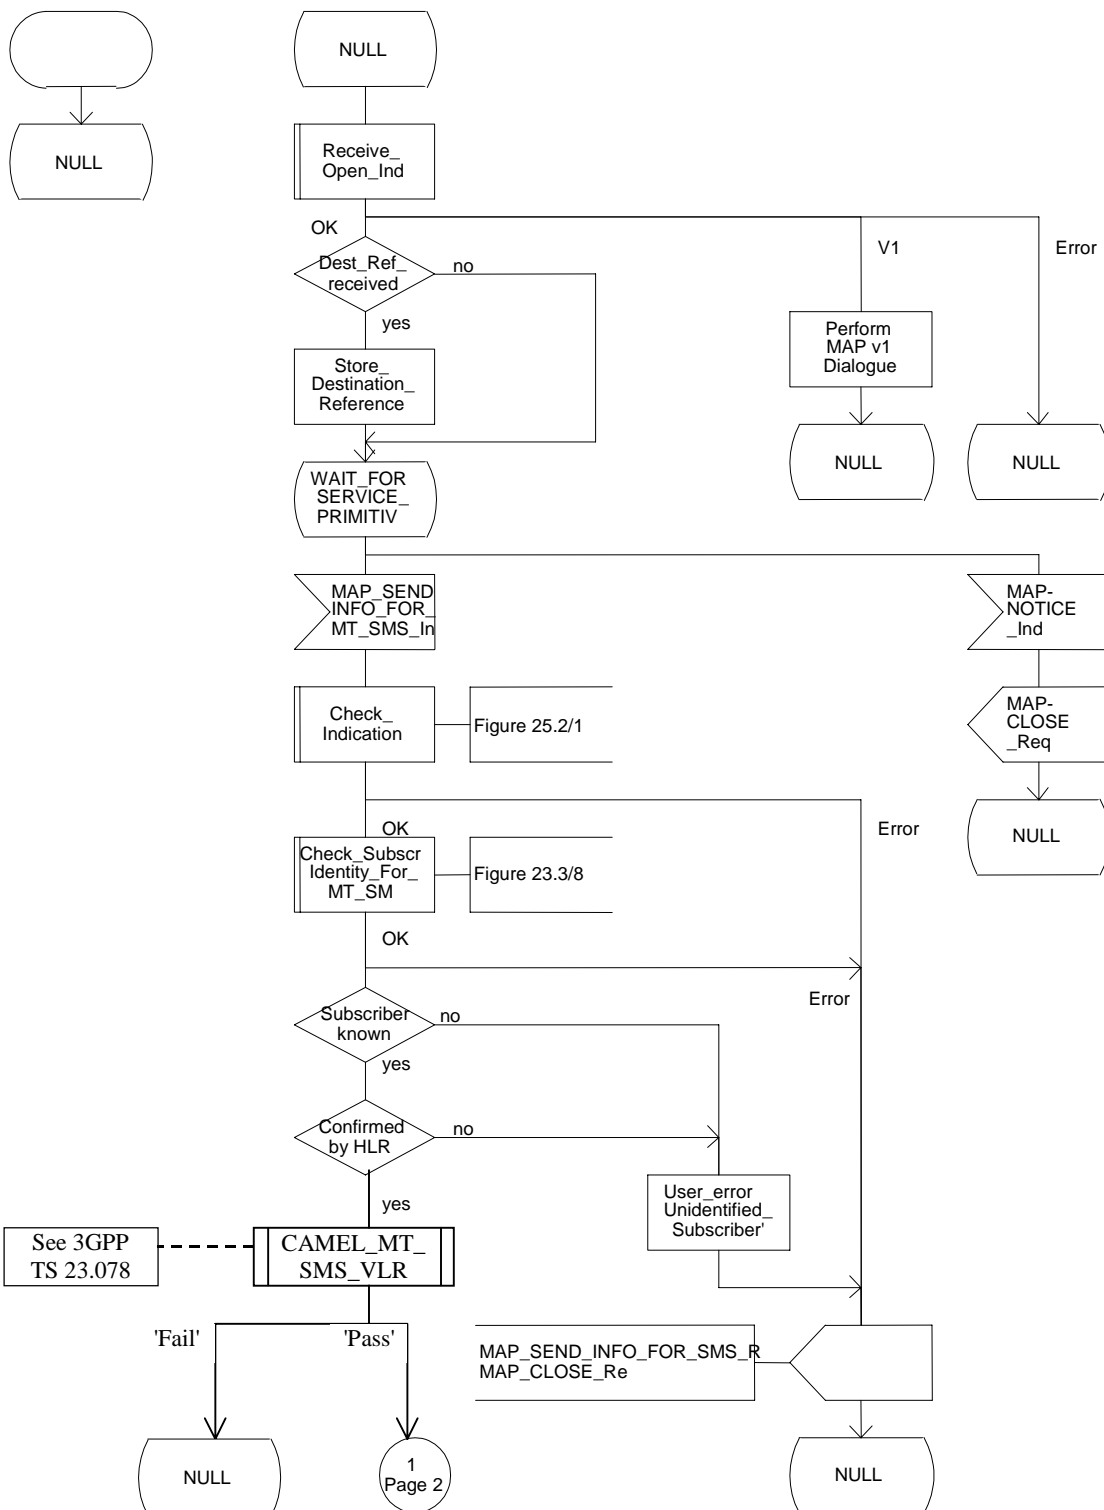 NULL
NULL
Receive_
Open_Ind
OK
V1
Error
Dest_Ref_
received
no
yes
Perform
MAP v1
Dialogue
Store_
Destination_
Reference
NULL
NULL
WAIT_FOR
SERVICE_
PRIMITIV
MAP_SEND
INFO_FOR_
MT_SMS_In
MAP-
NOTICE
_Ind
Check_
Indication
Figure 25.2/1
MAP-
CLOSE
_Req
OK
Error
NULL
Check_Subscr
Identity_For_
MT_SM
Figure 23.3/8
OK
Error
Subscriber
known
no
yes
Confirmed
by HLR
no
yes
User_error
Unidentified_
Subscriber'
See 3GPP
TS 23.078
CAMEL_MT_
SMS_VLR
'Fail'
'Pass'
MAP_SEND_INFO_FOR_SMS_R
MAP_CLOSE_Re
NULL
1
Page 2
NULL